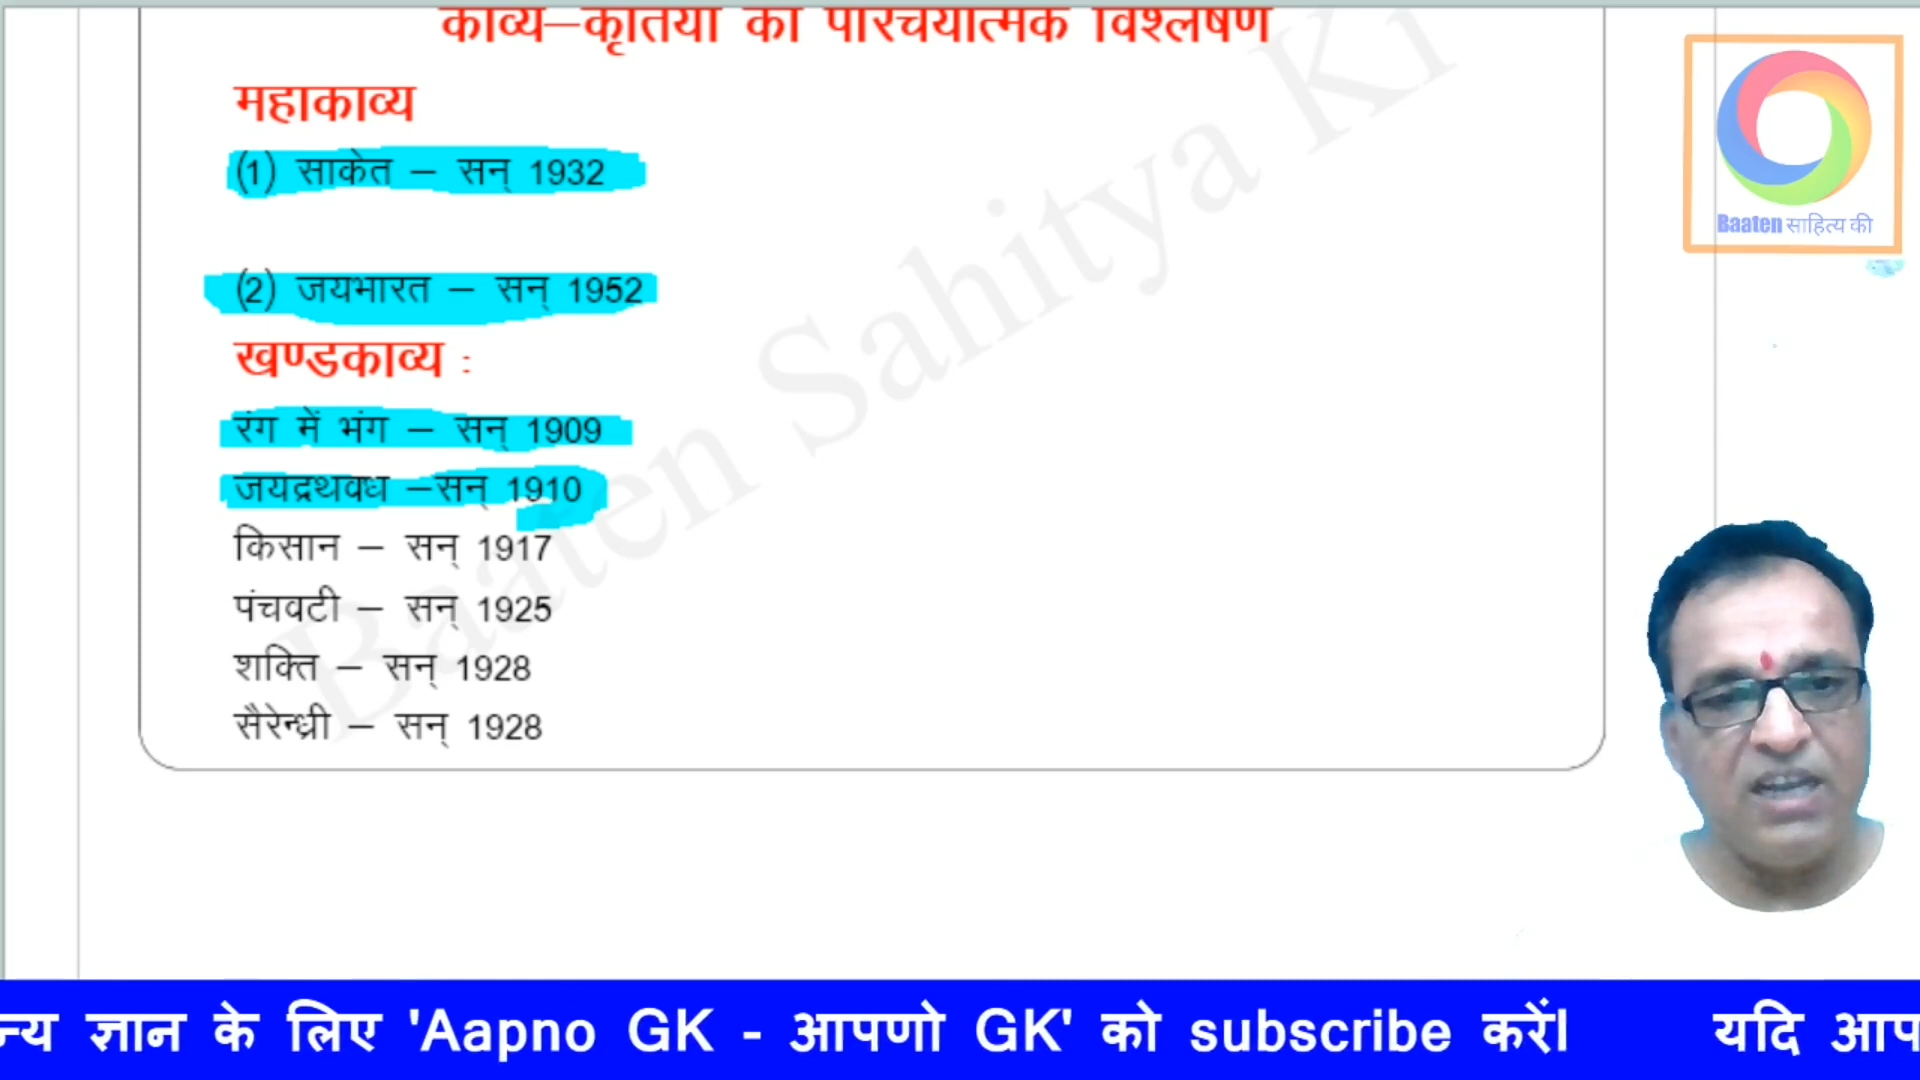 काव्य–कृतियों का परिचयात्मक विश्लेषण
महाकाव्य
(1) साकेत – सन् 1932
(2) जयभारत – सन् 1952
खण्डकाव्य :
रंग में भंग – सन् 1909
जयद्रथवध –सन् 1910
किसान – सन् 1917
पंचवटी – सन् 1925
शक्ति – सन् 1928
सैरेन्ध्री – सन् 1928
Baaten Sahitya Ki
Baaten साहित्य की
ज्ञान के लिए 'Aapno GK - आपणो GK' को subscribe करें। यदि आप